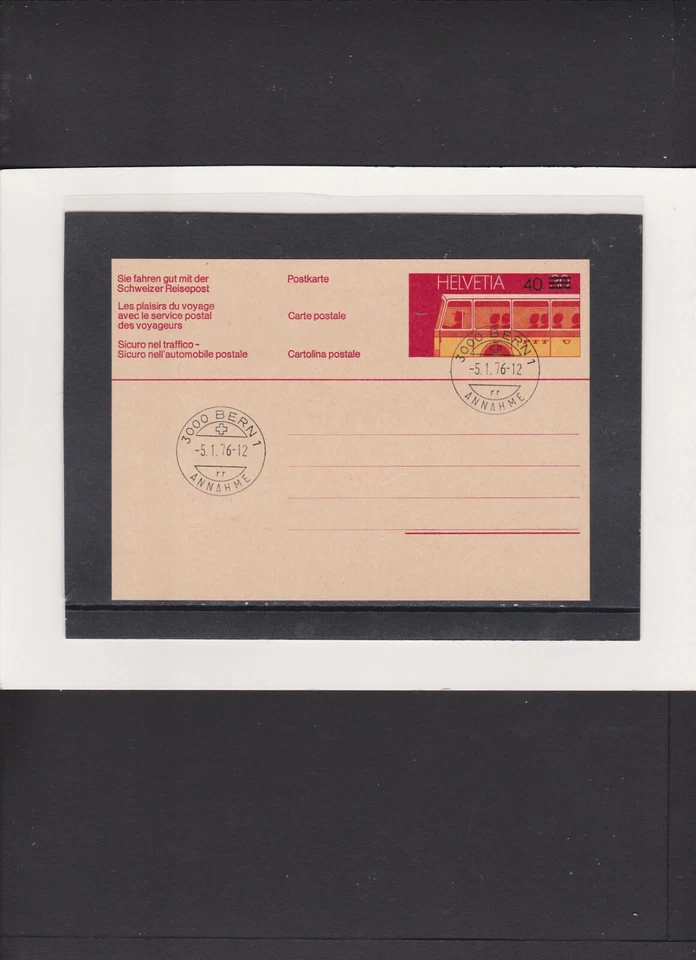 Sie fahren gut mit der
Schweizer Reisepost
Les plaisirs du voyage
avec le service postal
des voyageurs
Sicuro nel traffico –
Sicuro nell'automobile postale
Postkarte
Carte postale
Cartolina postale
HELVETIA 40
3000 BERN 1
-5.1.76-12
rr
ANNAHME
3000 BERN 1
-5.1.76-12
rr
ANNAHME